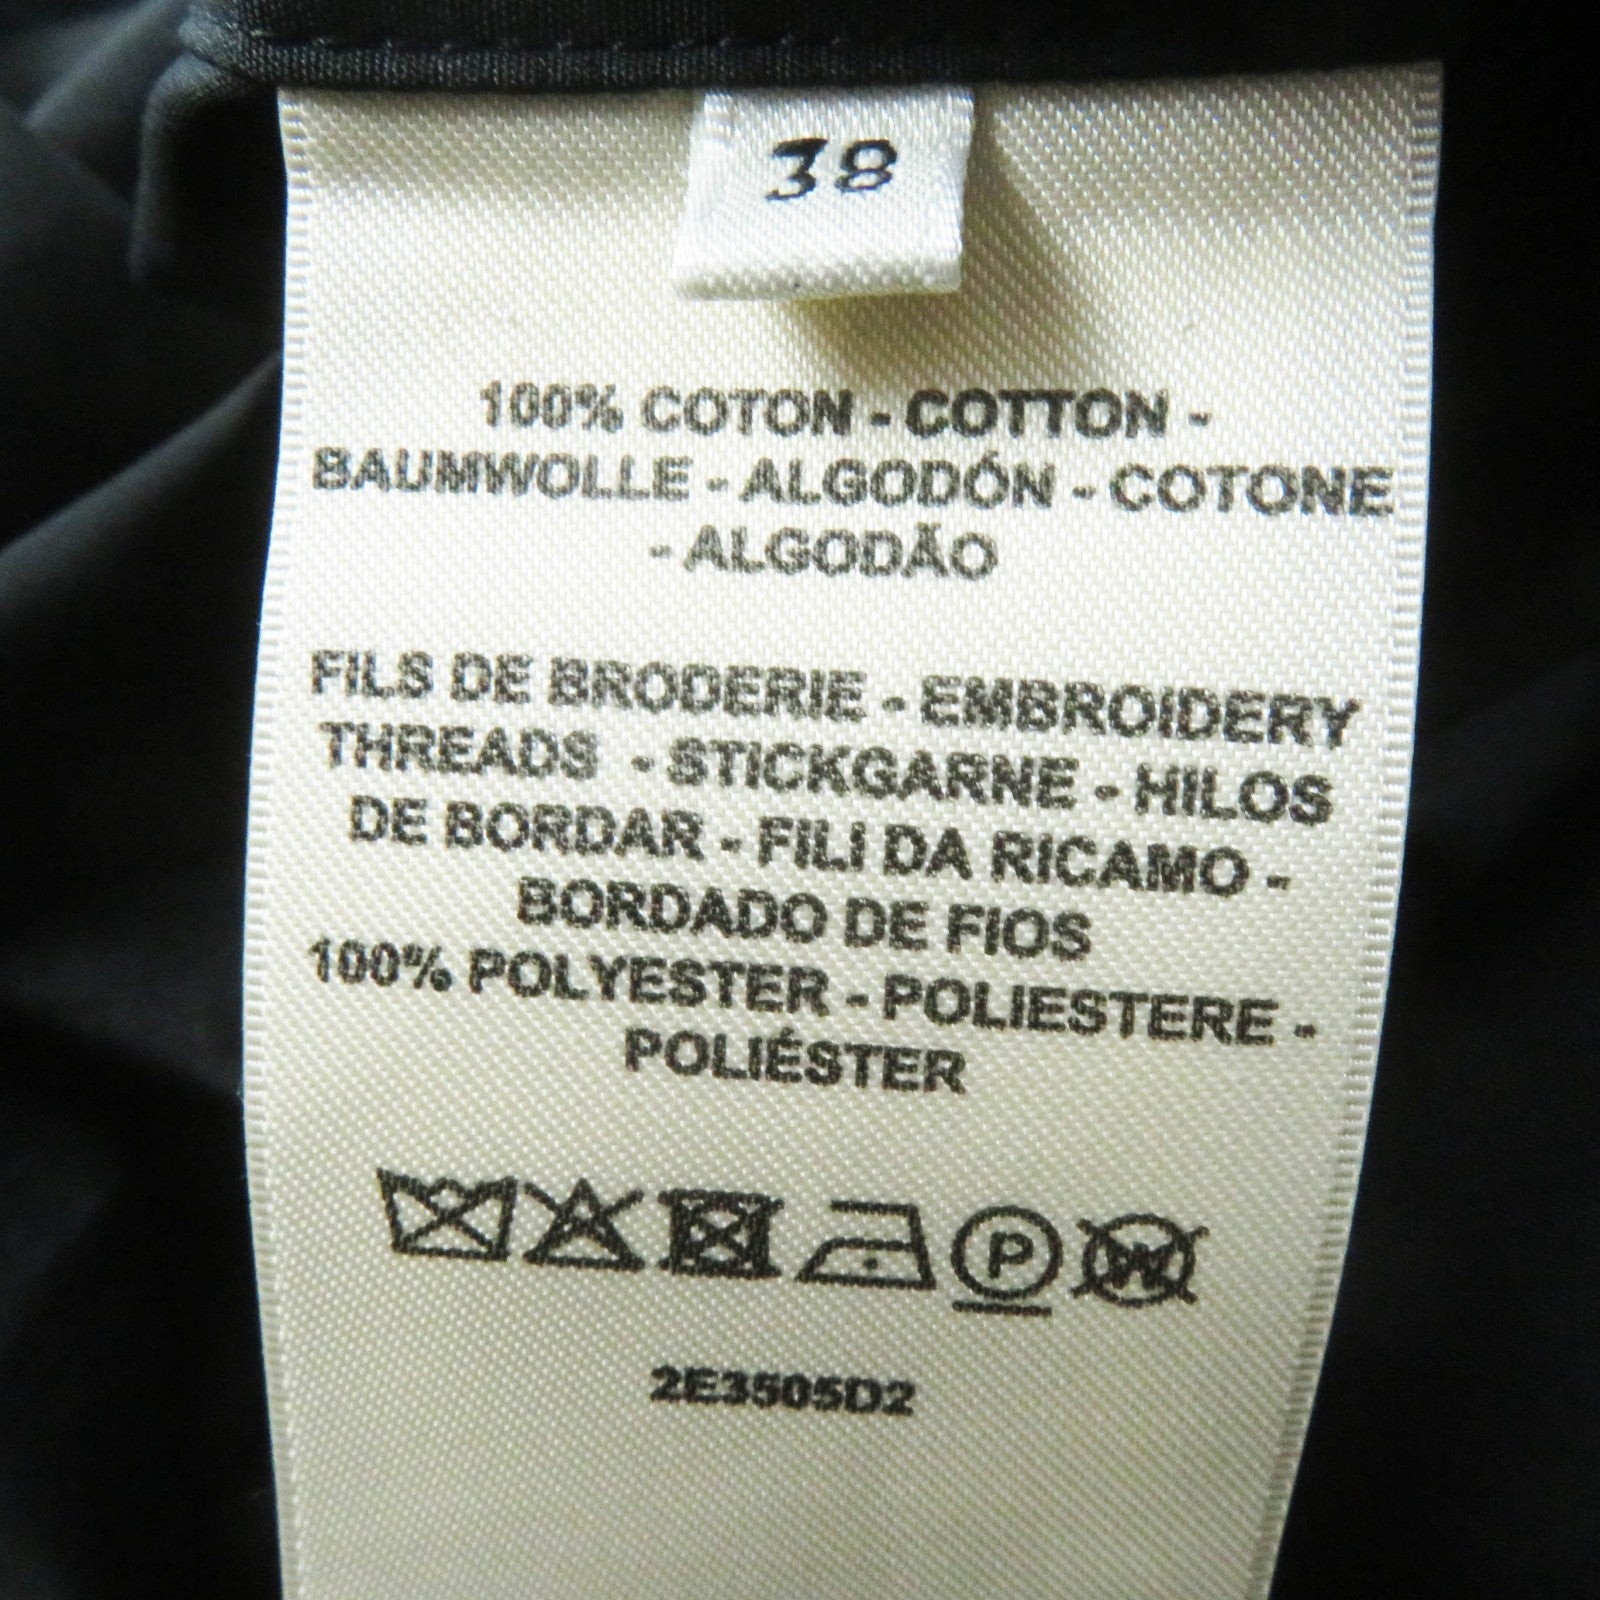 38
100% COTON - COTTON -
BAUMWOLLE - ALGODÓN - COTONE
- ALGODÃO
FILS DE BRODERIE - EMBROIDERY
THREADS - STICKGARNE - HILOS
DE BORDAR - FILI DA RICAMO -
BORDADO DE FIOS
100% POLYESTER - POLIESTERE -
POLIÉSTER
P W
2E3505D2